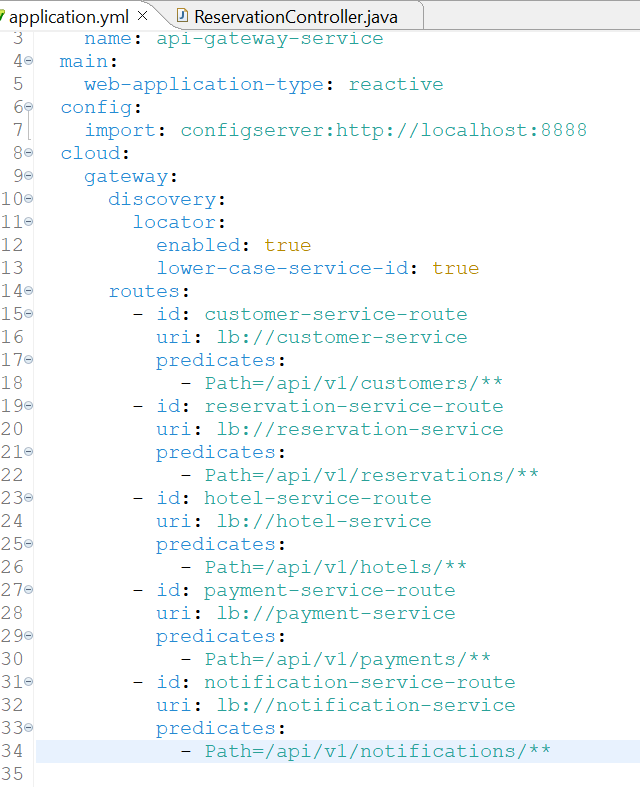 application.yml
ReservationController.java
3 name: api-gateway-service
4 main:
5 web-application-type: reactive
6 config:
7 import: configserver:http://localhost:8888
8 cloud:
9 gateway:
10 discovery:
11 locator:
12 enabled: true
13 lower-case-service-id: true
14 routes:
15 - id: customer-service-route
16 uri: lb://customer-service
17 predicates:
18 - Path=/api/v1/customers/**
19 - id: reservation-service-route
20 uri: lb://reservation-service
21 predicates:
22 - Path=/api/v1/reservations/**
23 - id: hotel-service-route
24 uri: lb://hotel-service
25 predicates:
26 - Path=/api/v1/hotels/**
27 - id: payment-service-route
28 uri: lb://payment-service
29 predicates:
30 - Path=/api/v1/payments/**
31 - id: notification-service-route
32 uri: lb://notification-service
33 predicates:
34 - Path=/api/v1/notifications/**
35